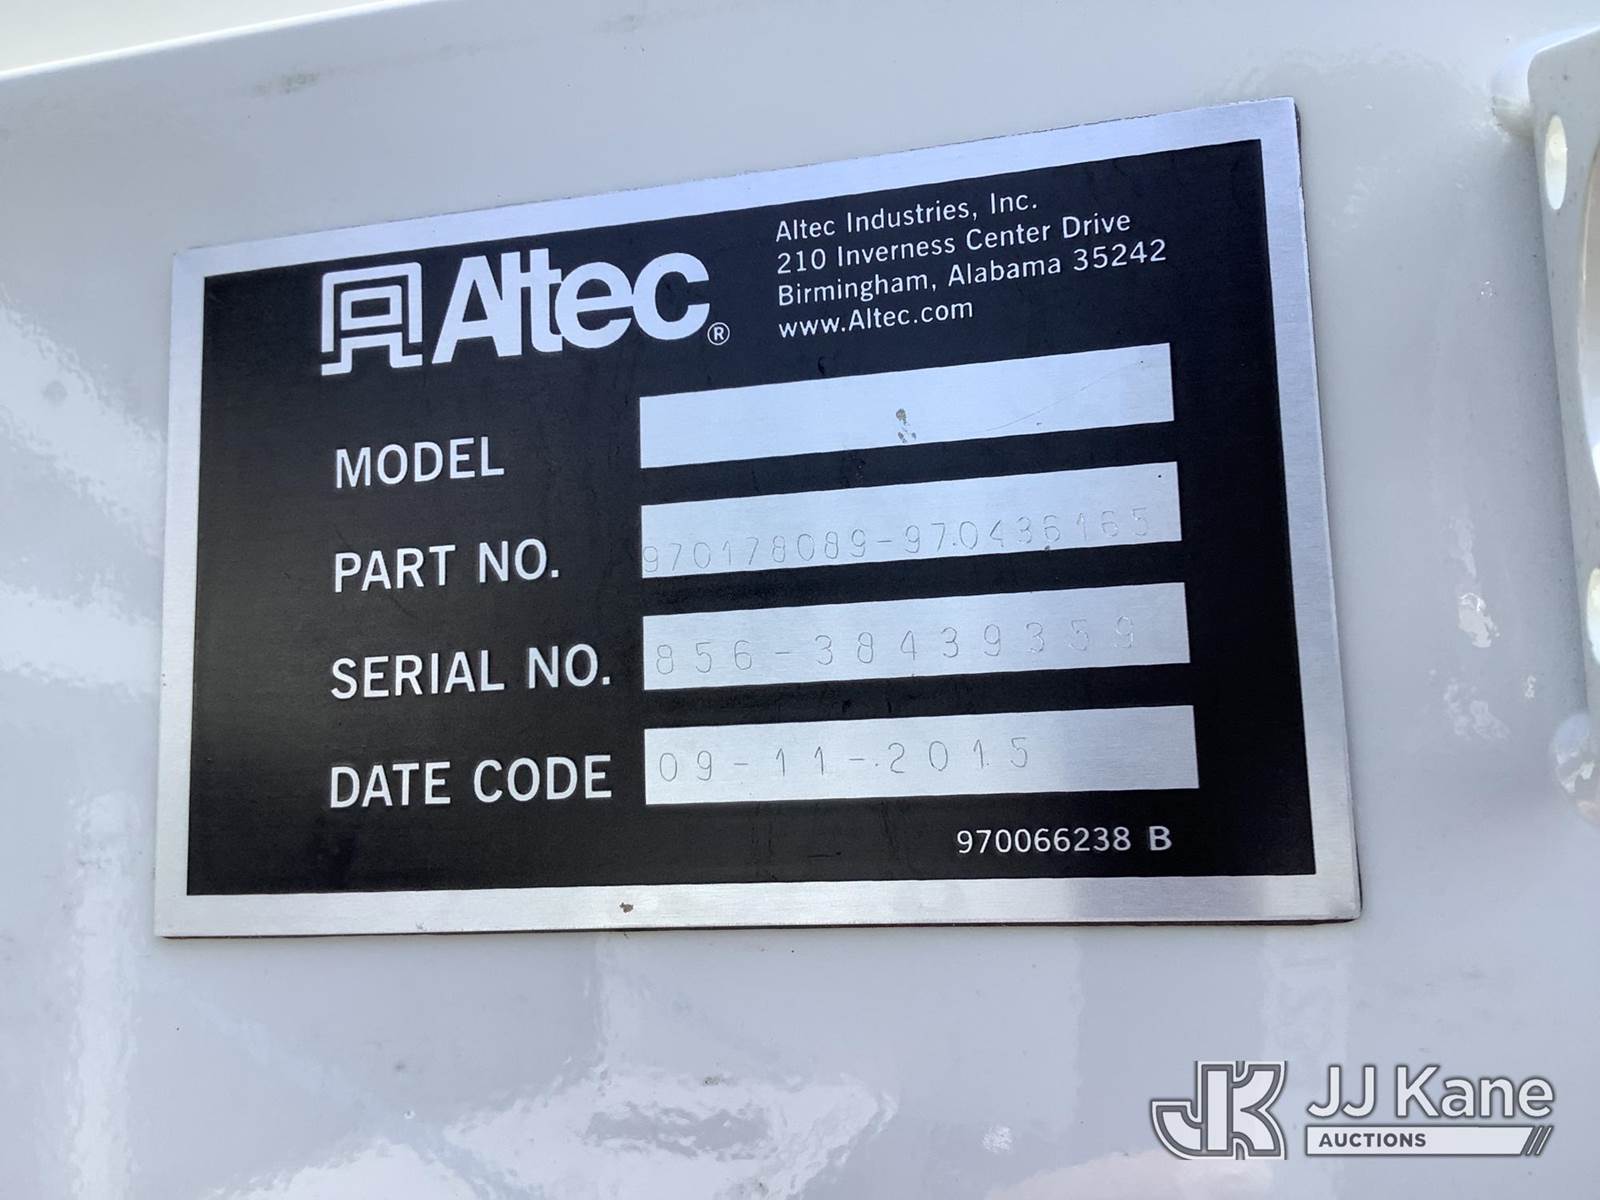 Altec®
Altec Industries, Inc.
210 Inverness Center Drive
Birmingham, Alabama 35242
www.Altec.com
MODEL
PART NO. 970178089-970436165
SERIAL NO. 856-38439359
DATE CODE 09-11-2015
970066238 B
JK JJ Kane
AUCTIONS